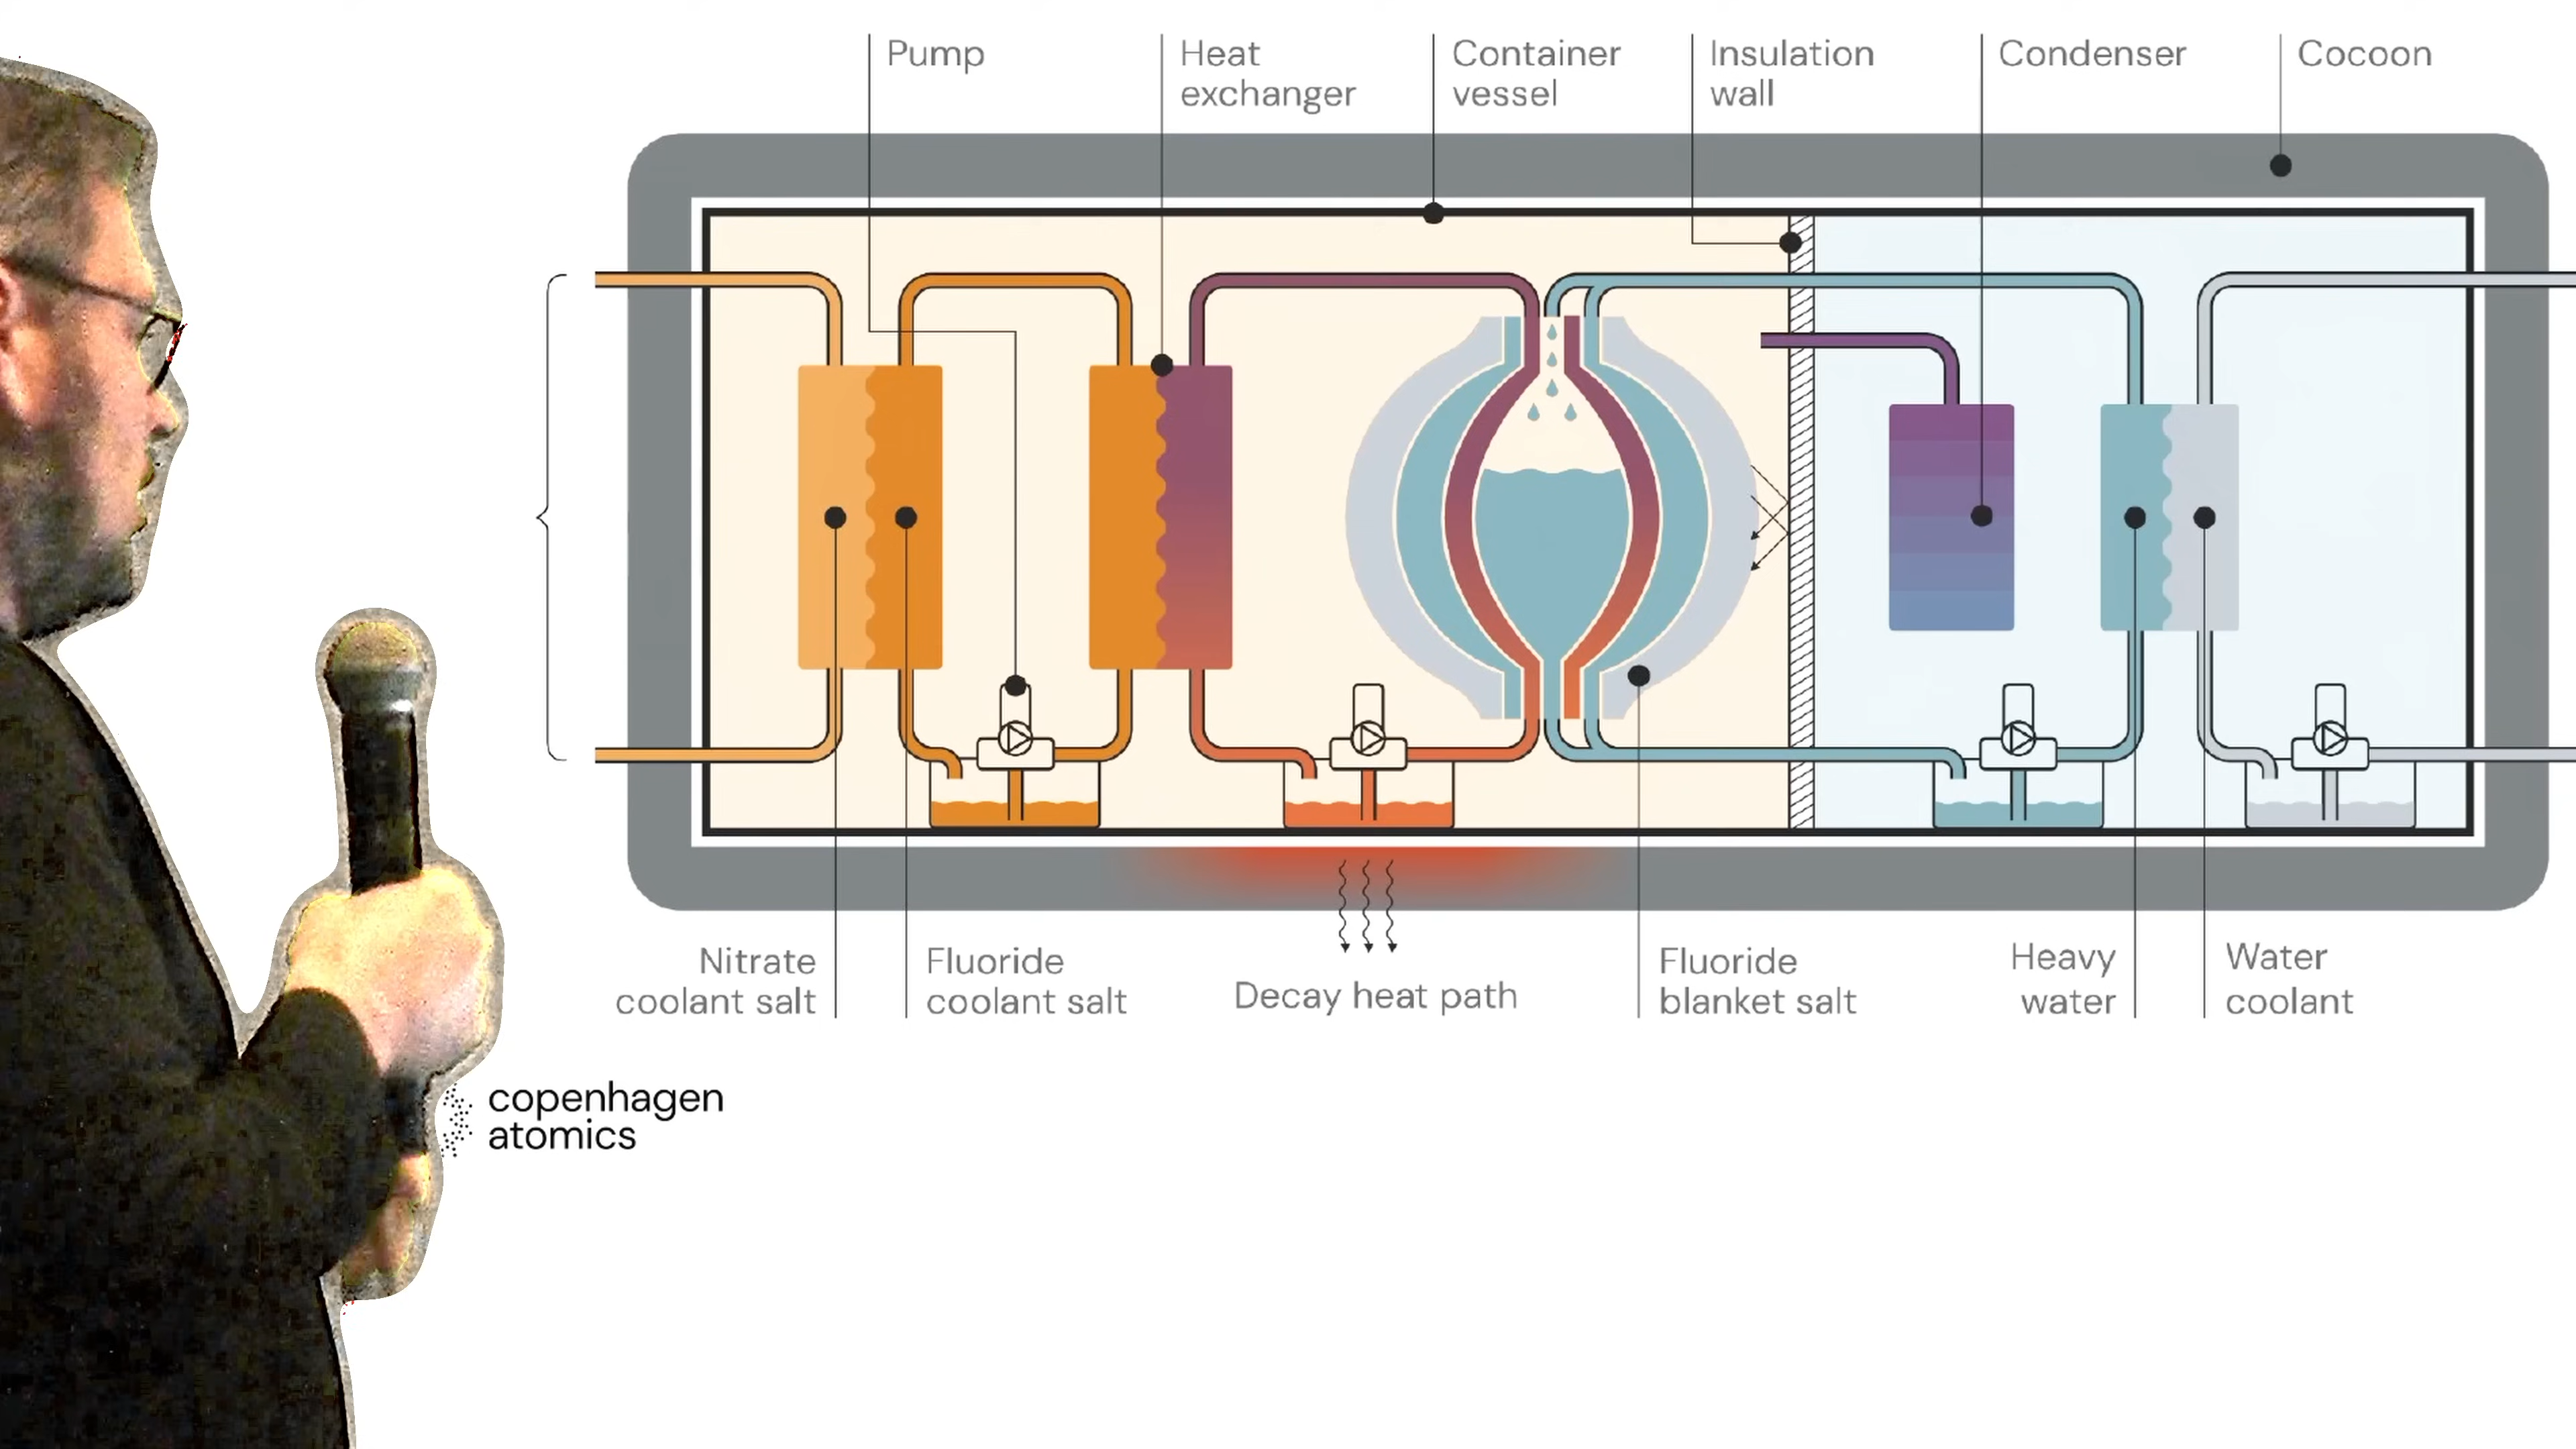 Pump
Heat
exchanger
Container
vessel
Insulation
wall
Condenser
Cocoon
Nitrate
coolant salt
Fluoride
coolant salt
Decay heat path
Fluoride
blanket salt
Heavy
water
Water
coolant
copenhagen
atomics